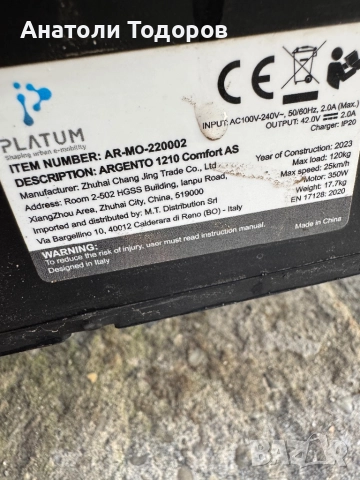 Анатоли Тодоров
PLATUM
Shaping urban e-mobility
INPUT: AC100-240V~, 50/60Hz, 2.0A (Max.)
OUTPUT: 42.0V 2.0A
Charger: IP20
ITEM NUMBER: AR-MO-220002
DESCRIPTION: ARGENTO 1210 Comfort AS
Manufacturer: Zhuhai Chang Jing Trade Co., Ltd
Address: Room 2-502 HGSS Building, Ianpu Road,
XiangZhou Area, Zhuhai City, China, 519000
Imported and distributed by: M.T. Distribution Srl
Via Bargellino 10, 40012 Calderara di Reno (BO) - Italy
Year of Construction: 2023
Max load: 120kg
Max speed: 25km/h
Motor: 350W
Weight: 17.7kg
EN 17128: 2020
WARNING: To reduce the risk of injury, user must read instruction manual.
Designed in Italy
BAZAR